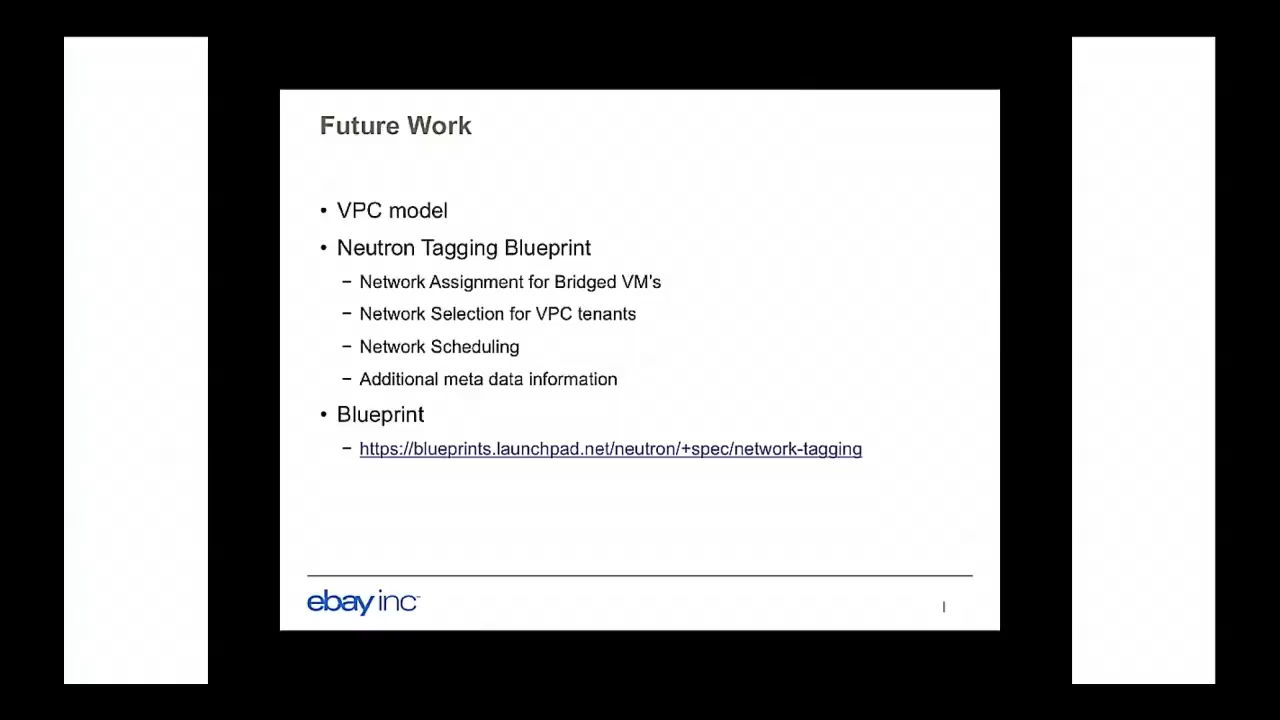 Future Work
• VPC model
• Neutron Tagging Blueprint
− Network Assignment for Bridged VM's
− Network Selection for VPC tenants
− Network Scheduling
− Additional meta data information
• Blueprint
− https://blueprints.launchpad.net/neutron/+spec/network-tagging
ebay inc™
|